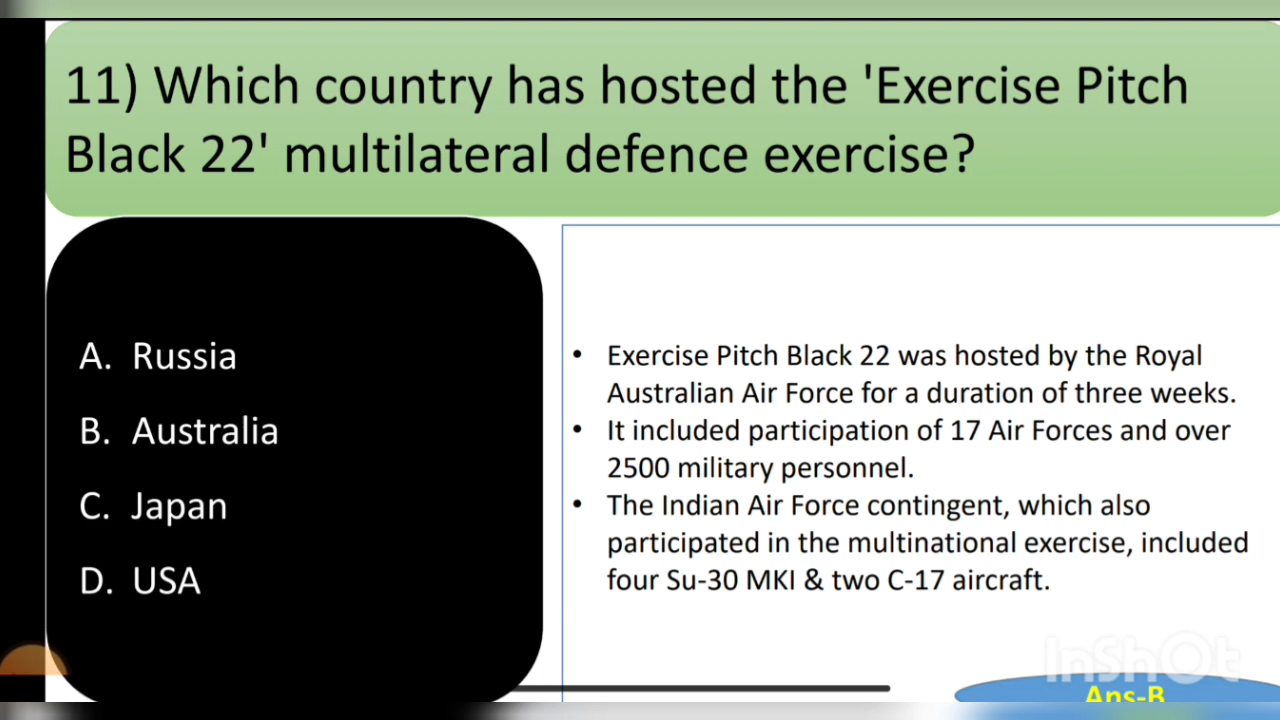 11) Which country has hosted the 'Exercise Pitch
Black 22' multilateral defence exercise?
A. Russia
B. Australia
C. Japan
D. USA
• Exercise Pitch Black 22 was hosted by the Royal
Australian Air Force for a duration of three weeks.
• It included participation of 17 Air Forces and over
2500 military personnel.
• The Indian Air Force contingent, which also
participated in the multinational exercise, included
four Su-30 MKI & two C-17 aircraft.
InShOt
Ans-B